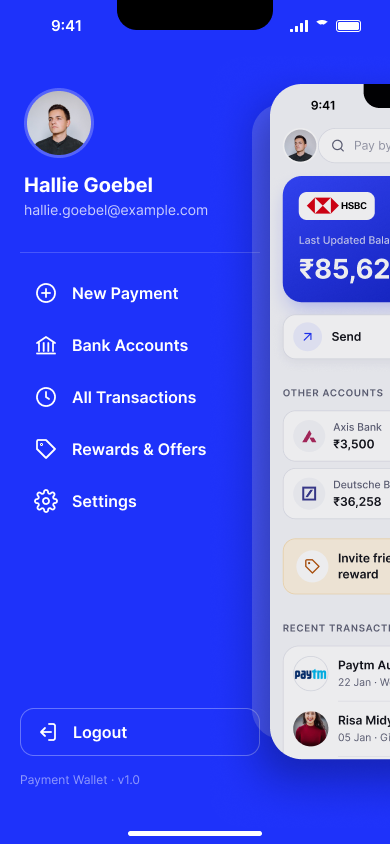 9:41
Hallie Goebel
hallie.goebel@example.com
New Payment
Bank Accounts
All Transactions
Rewards & Offers
Settings
Logout
Payment Wallet · v1.0
9:41
Pay by
HSBC
Last Updated Bala
₹85,62
Send
OTHER ACCOUNTS
Axis Bank
₹3,500
Deutsche B
₹36,258
Invite frie
reward
RECENT TRANSACT
paytm
Paytm Au
22 Jan · W
Risa Midy
05 Jan · Gi